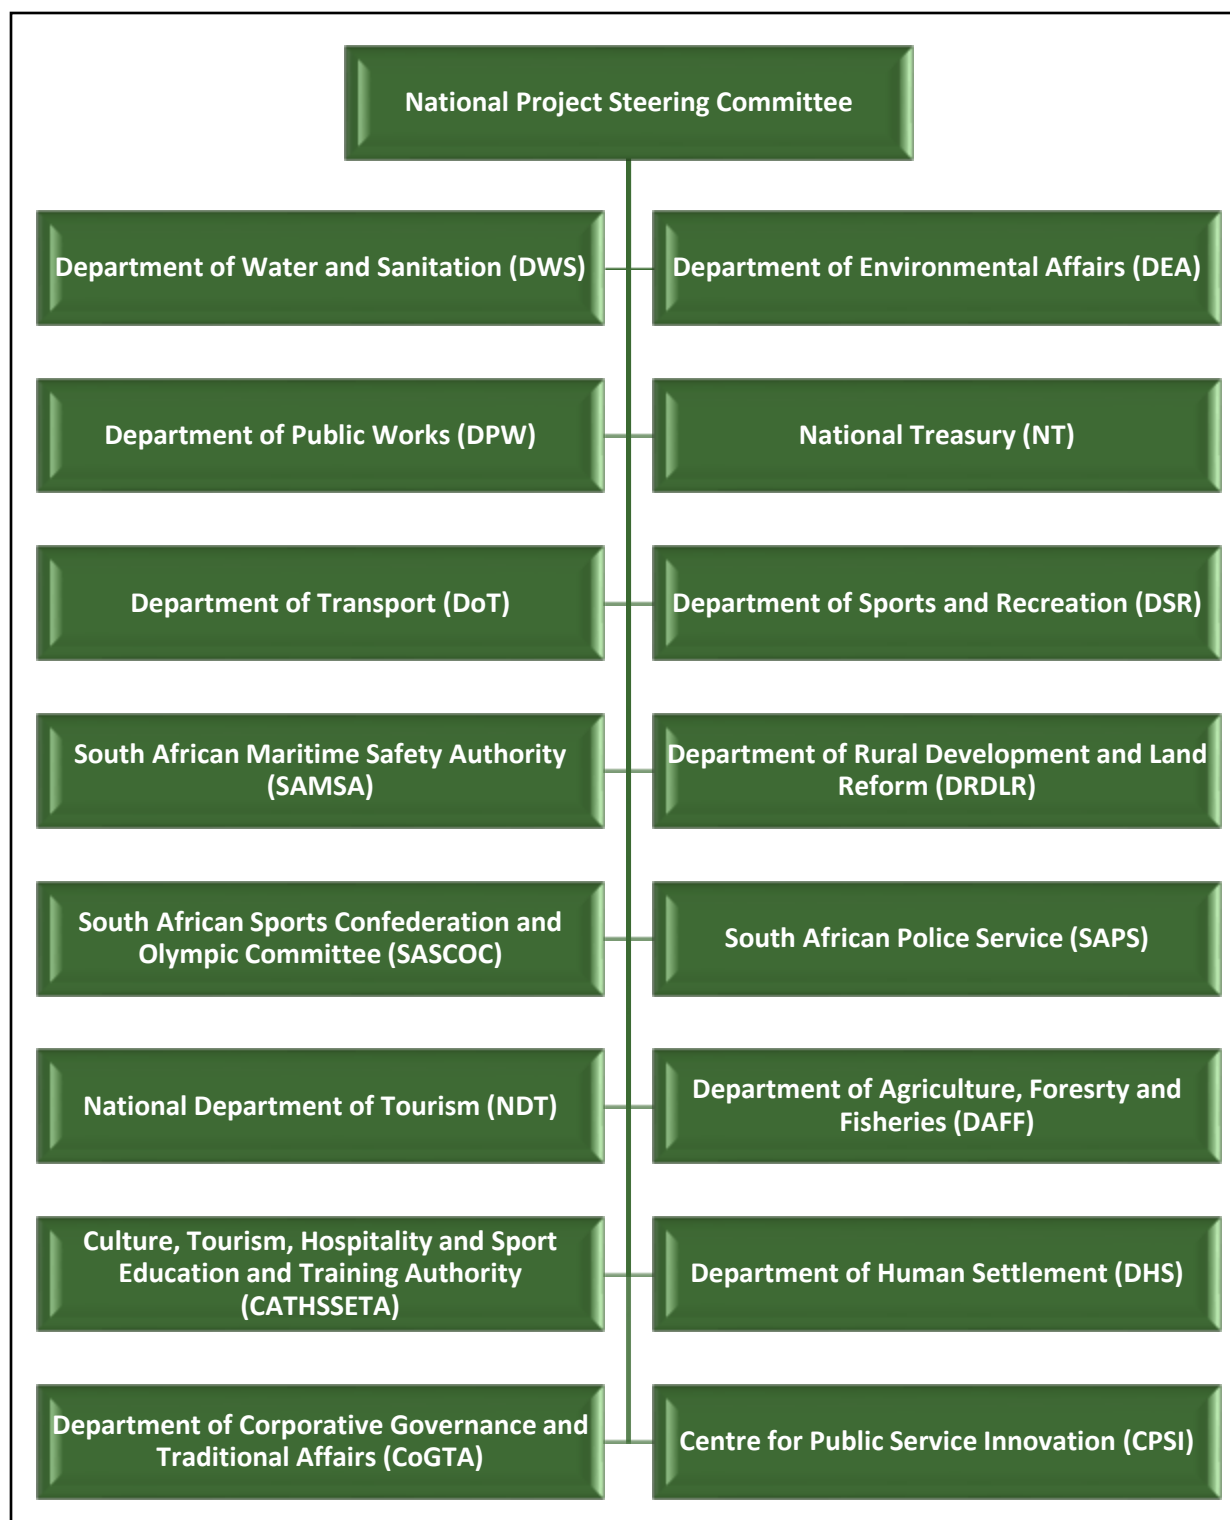 National Project Steering Committee
Department of Water and Sanitation (DWS)
Department of Environmental Affairs (DEA)
Department of Public Works (DPW)
National Treasury (NT)
Department of Transport (DoT)
Department of Sports and Recreation (DSR)
South African Maritime Safety Authority
(SAMSA)
Department of Rural Development and Land
Reform (DRDLR)
South African Sports Confederation and
Olympic Committee (SASCOC)
South African Police Service (SAPS)
National Department of Tourism (NDT)
Department of Agriculture, Foresrty and
Fisheries (DAFF)
Culture, Tourism, Hospitality and Sport
Education and Training Authority
(CATHSSETA)
Department of Human Settlement (DHS)
Department of Corporative Governance and
Traditional Affairs (CoGTA)
Centre for Public Service Innovation (CPSI)